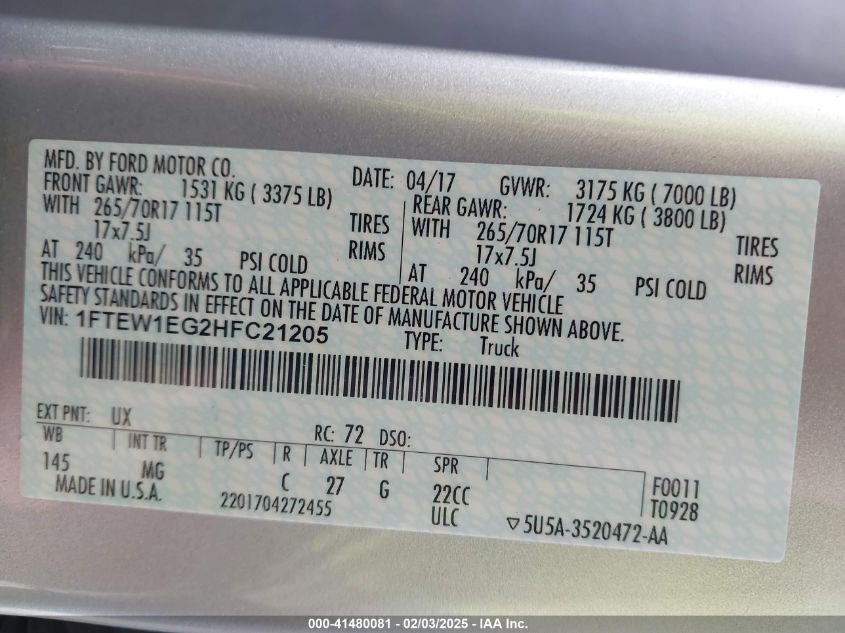 MFD. BY FORD MOTOR CO.
DATE: 04/17 GVWR: 3175 KG ( 7000 LB)
FRONT GAWR: 1531 KG ( 3375 LB)
WITH 265/70R17 115T TIRES
17x7.5J RIMS
AT 240 kPa/ 35 PSI COLD
REAR GAWR: 1724 KG ( 3800 LB)
WITH 265/70R17 115T TIRES
17x7.5J RIMS
AT 240 kPa/ 35 PSI COLD
THIS VEHICLE CONFORMS TO ALL APPLICABLE FEDERAL MOTOR VEHICLE
SAFETY STANDARDS IN EFFECT ON THE DATE OF MANUFACTURE SHOWN ABOVE.
VIN: 1FTEW1EG2HFC21205
TYPE: Truck
EXT PNT: UX RC: 72 DSO:
WB INT TR TP/PS R AXLE TR SPR
145 MG C 27 G 22CC F0011
MADE IN U.S.A. 2201704272455 ULC T0928
▽5U5A-3520472-AA
000-41480081 - 02/03/2025 - IAA Inc.